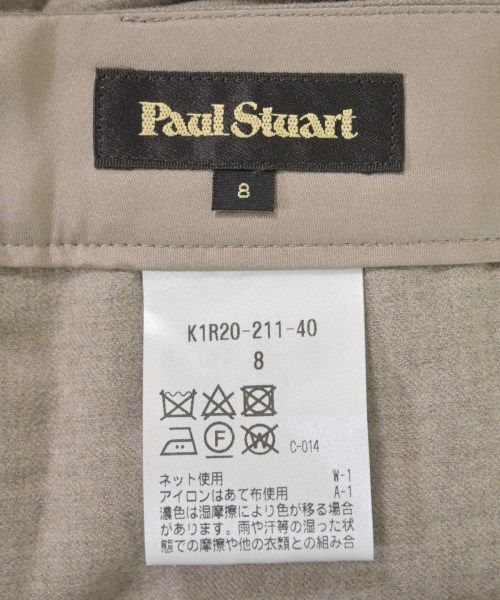 Paul Stuart
8
K1R20-211-40
8
F W C-014
ネット使用 W-1
アイロンはあて布使用 A-1
濃色は湿摩擦により色が移る場合
があります。雨や汗等の湿った状
態での摩擦や他の衣類との組み合